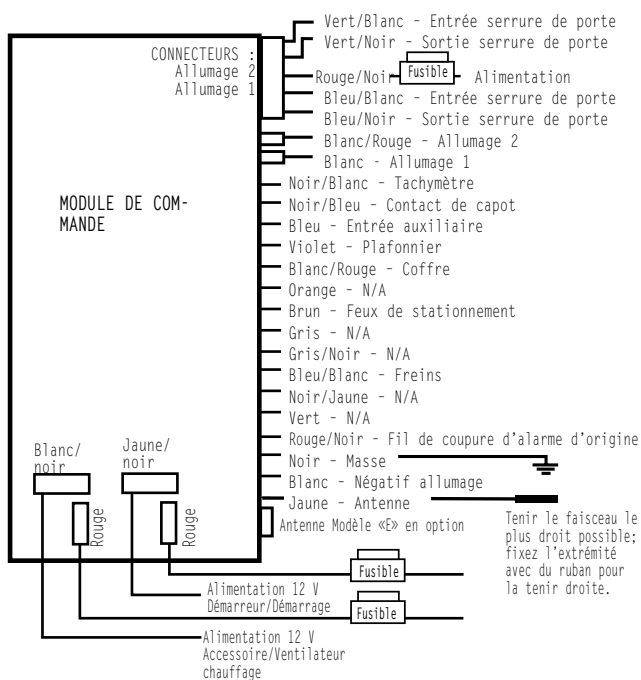 Vert/Blanc - Entrée serrure de porte
Vert/Noir - Sortie serrure de porte
CONNECTEURS :
Allumage 2
Allumage 1
Rouge/Noir
Fusible
Alimentation
Bleu/Blanc - Entrée serrure de porte
Bleu/Noir - Sortie serrure de porte
Blanc/Rouge - Allumage 2
Blanc - Allumage 1
MODULE DE COM-
MANDE
Noir/Blanc - Tachymètre
Noir/Bleu - Contact de capot
Bleu - Entrée auxiliaire
Violet - Plafonnier
Blanc/Rouge - Coffre
Orange - N/A
Brun - Feux de stationnement
Gris - N/A
Gris/Noir - N/A
Bleu/Blanc - Freins
Noir/Jaune - N/A
Vert - N/A
Rouge/Noir - Fil de coupure d'alarme d'origine
Noir - Masse
Blanc - Négatif allumage
Jaune - Antenne
Antenne Modèle «E» en option
Tenir le faisceau le
plus droit possible;
fixez l'extrémité
avec du ruban pour
la tenir droite.
Blanc/
noir
Jaune/
noir
Rouge
Rouge
Fusible
Alimentation 12 V
Démarreur/Démarrage
Fusible
Alimentation 12 V
Accessoire/Ventilateur
chauffage